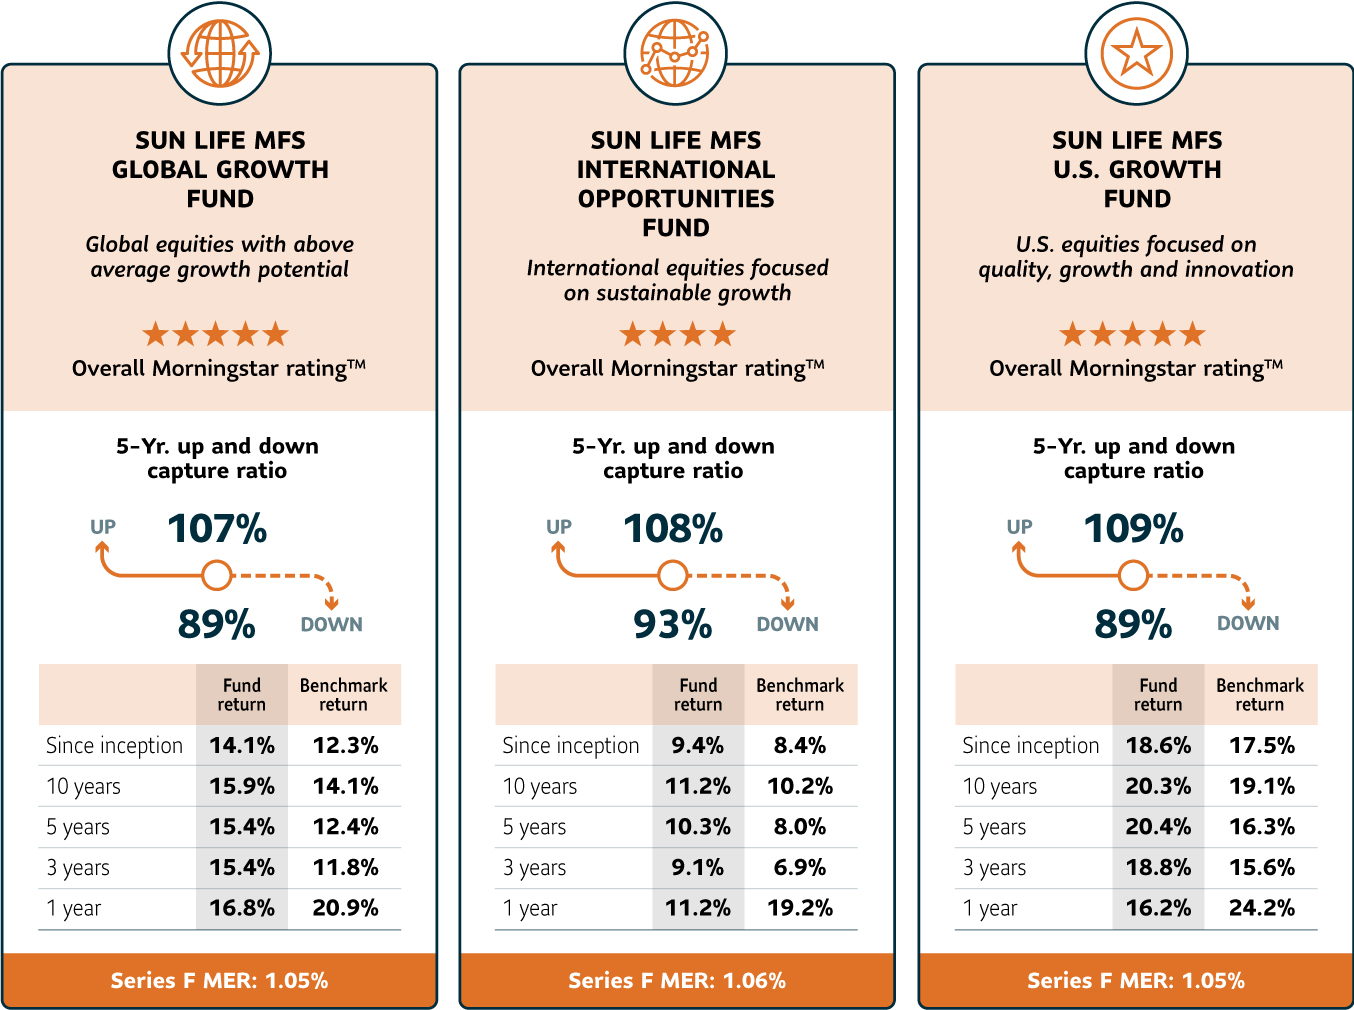 SUN LIFE MFS
GLOBAL GROWTH
FUND
Global equities with above
average growth potential
Overall Morningstar rating™
5-Yr. up and down
capture ratio
UP 107%
89% DOWN
Fund return Benchmark return
Since inception 14.1% 12.3%
10 years 15.9% 14.1%
5 years 15.4% 12.4%
3 years 15.4% 11.8%
1 year 16.8% 20.9%
Series F MER: 1.05%
SUN LIFE MFS
INTERNATIONAL
OPPORTUNITIES
FUND
International equities focused
on sustainable growth
Overall Morningstar rating™
5-Yr. up and down
capture ratio
UP 108%
93% DOWN
Fund return Benchmark return
Since inception 9.4% 8.4%
10 years 11.2% 10.2%
5 years 10.3% 8.0%
3 years 9.1% 6.9%
1 year 11.2% 19.2%
Series F MER: 1.06%
SUN LIFE MFS
U.S. GROWTH
FUND
U.S. equities focused on
quality, growth and innovation
Overall Morningstar rating™
5-Yr. up and down
capture ratio
UP 109%
89% DOWN
Fund return Benchmark return
Since inception 18.6% 17.5%
10 years 20.3% 19.1%
5 years 20.4% 16.3%
3 years 18.8% 15.6%
1 year 16.2% 24.2%
Series F MER: 1.05%